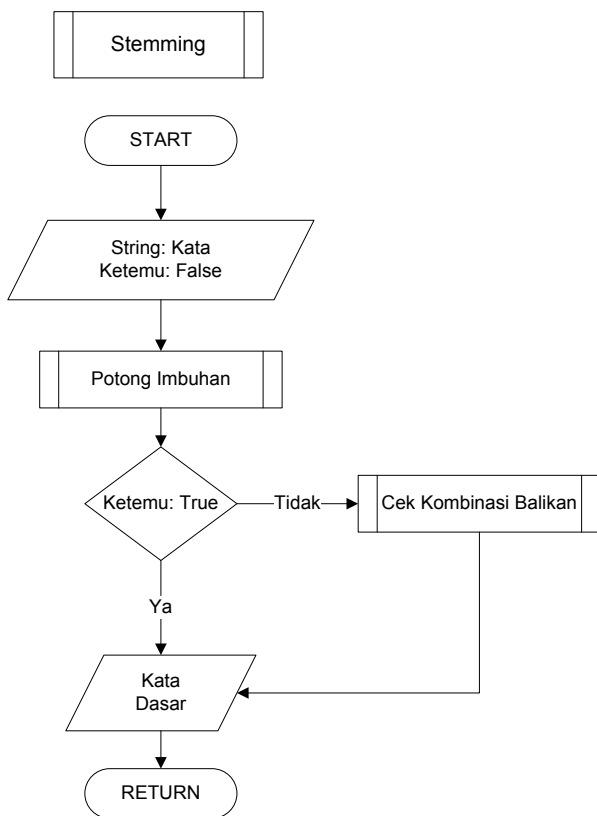 Stemming
START
String: Kata
Ketemu: False
Potong Imbuhan
Ketemu: True
Tidak
Cek Kombinasi Balikan
Ya
Kata
Dasar
RETURN